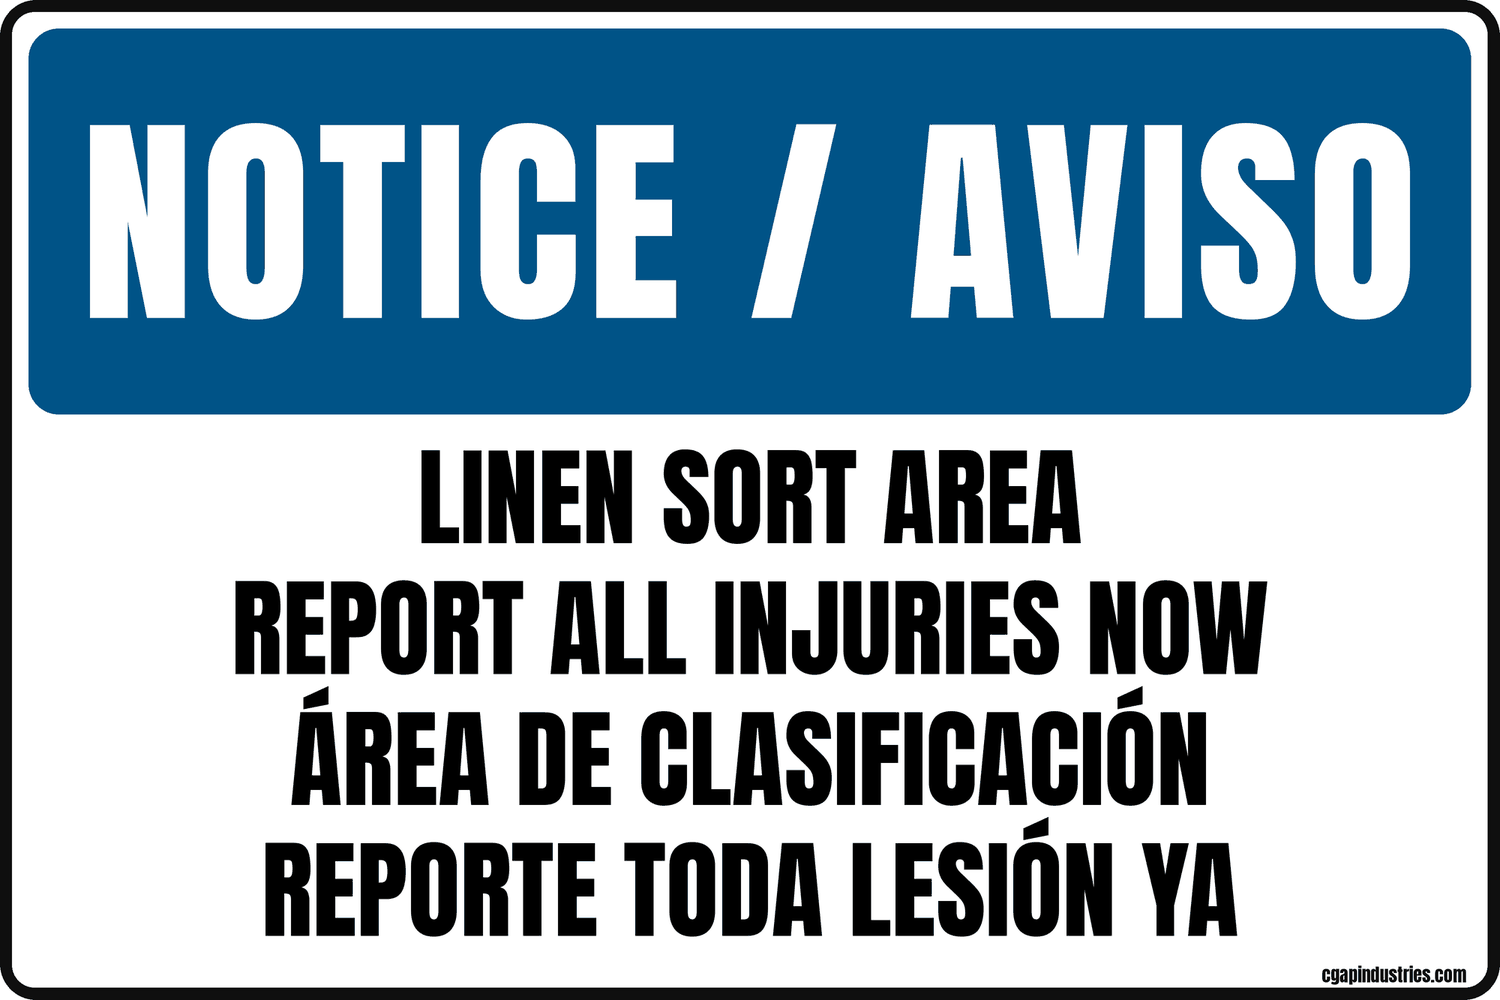 NOTICE / AVISO
LINEN SORT AREA
REPORT ALL INJURIES NOW
ÁREA DE CLASIFICACIÓN
REPORTE TODA LESIÓN YA
cgapindustries.com